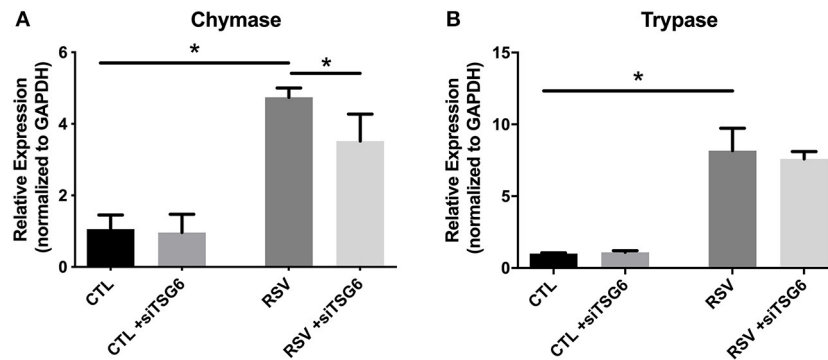 A
Chymase
Relative Expression
(normalized to GAPDH)
6
4
2
0
*
*
CTL
CTL +siTSG6
RSV
RSV +siTSG6
B
Trypase
Relative Expression
(normalized to GAPDH)
15
10
5
0
*
CTL
CTL +siTSG6
RSV
RSV +siTSG6